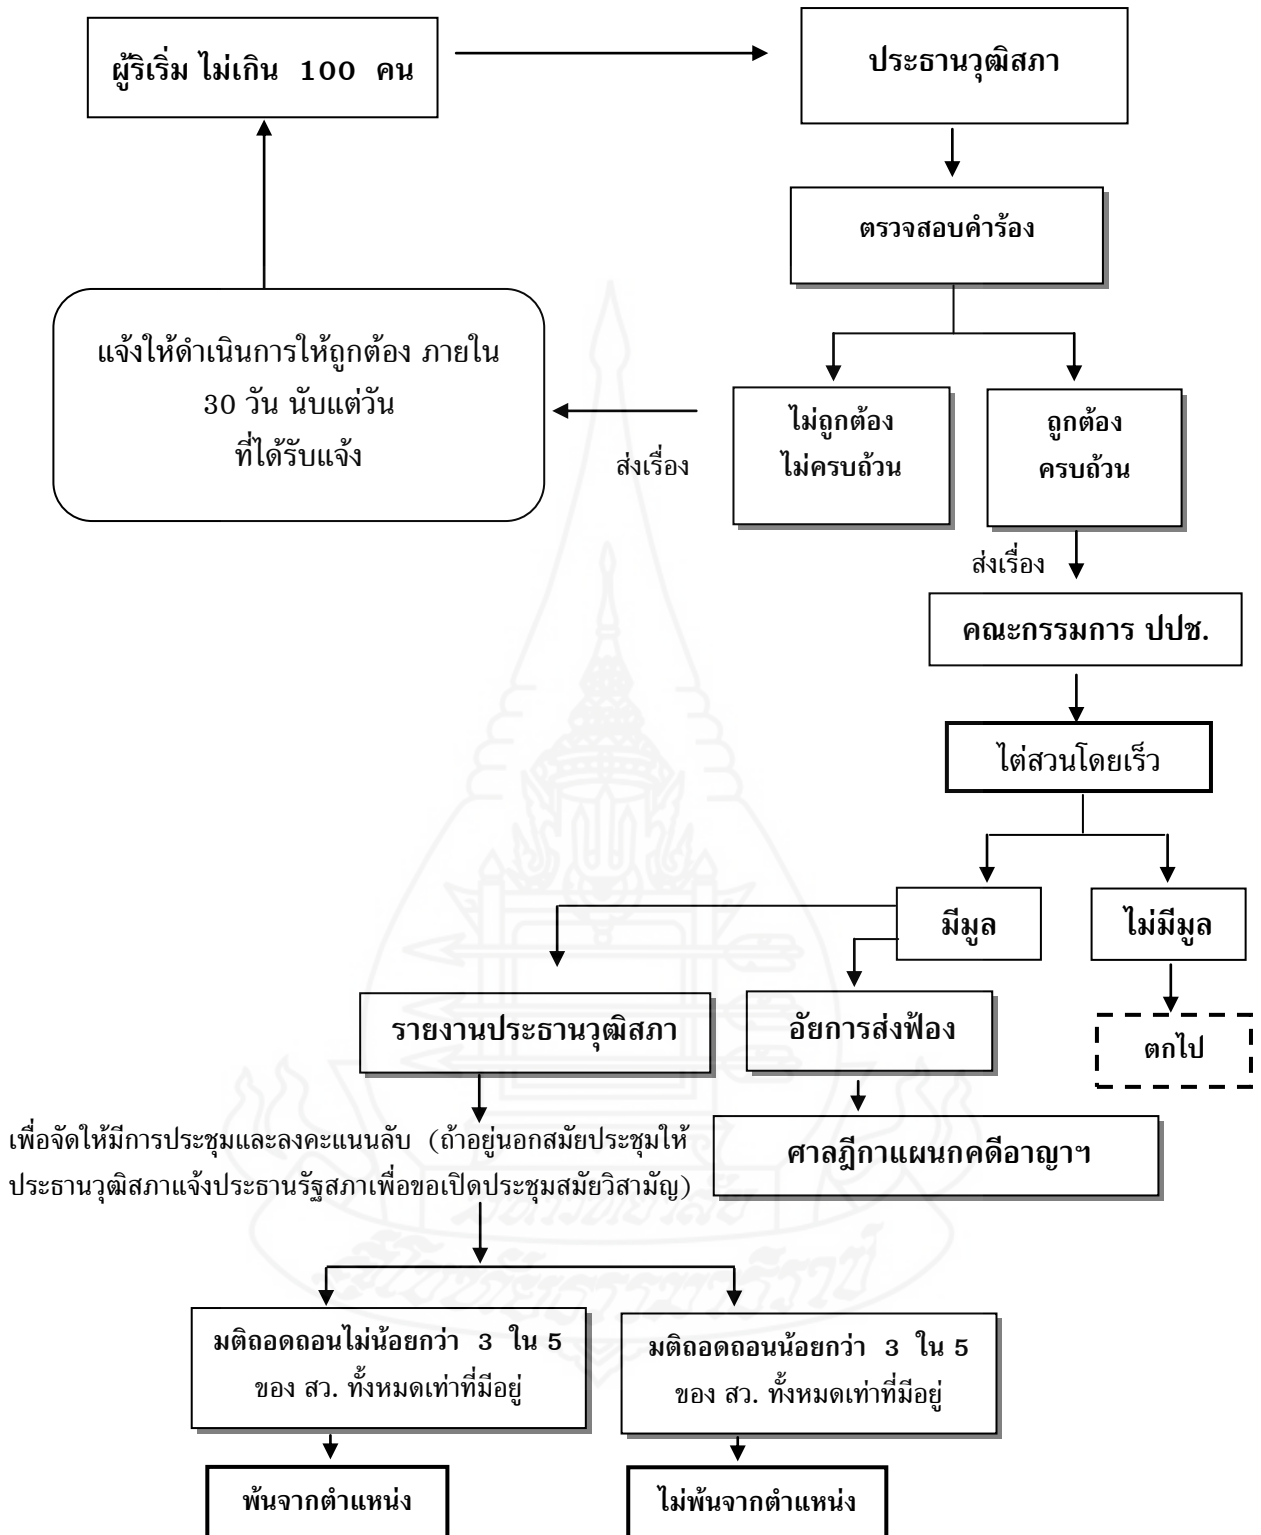 ผู้ริเริ่ม ไม่เกิน 100 คน
ประธานวุฒิสภา
ตรวจสอบคำร้อง
แจ้งให้ดำเนินการให้ถูกต้อง ภายใน
30 วัน นับแต่วัน
ที่ได้รับแจ้ง
ส่งเรื่อง
ไม่ถูกต้อง
ไม่ครบถ้วน
ถูกต้อง
ครบถ้วน
ส่งเรื่อง
คณะกรรมการ ปปช.
ไต่สวนโดยเร็ว
มีมูล
ไม่มีมูล
รายงานประธานวุฒิสภา
อัยการส่งฟ้อง
ตกไป
เพื่อจัดให้มีการประชุมและลงคะแนนลับ (ถ้าอยู่นอกสมัยประชุมให้
ประธานวุฒิสภาแจ้งประธานรัฐสภาเพื่อขอเปิดประชุมสมัยวิสามัญ)
ศาลฎีกาแผนกคดีอาญาฯ
มติถอดถอนไม่น้อยกว่า 3 ใน 5
ของ สว. ทั้งหมดเท่าที่มีอยู่
มติถอดถอนน้อยกว่า 3 ใน 5
ของ สว. ทั้งหมดเท่าที่มีอยู่
พ้นจากตำแหน่ง
ไม่พ้นจากตำแหน่ง